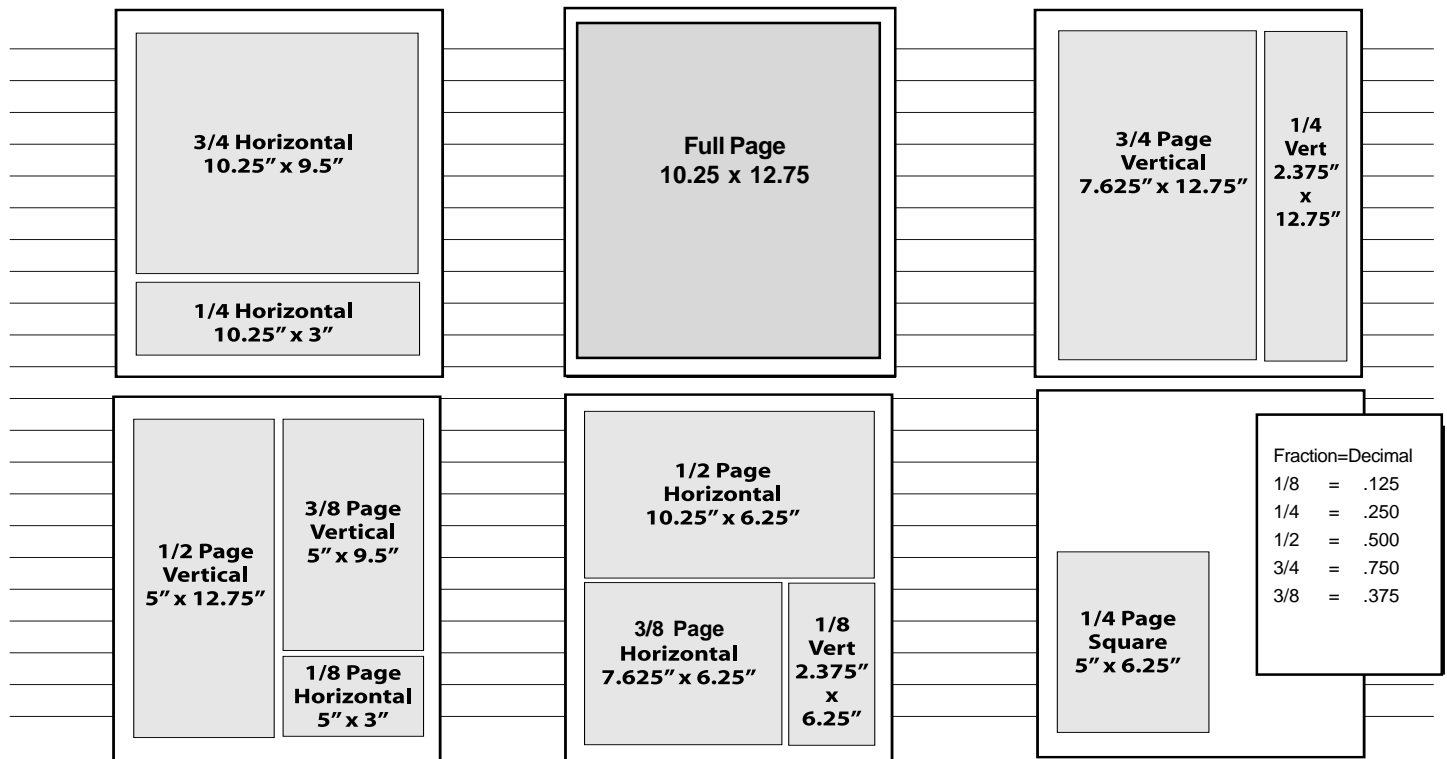 3/4 Horizontal
10.25” x 9.5”
1/4 Horizontal
10.25” x 3”
Full Page
10.25 x 12.75
3/4 Page
Vertical
7.625” x 12.75”
1/4
Vert
2.375”
x
12.75”
1/2 Page
Vertical
5” x 12.75”
3/8 Page
Vertical
5” x 9.5”
1/8 Page
Horizontal
5” x 3”
1/2 Page
Horizontal
10.25” x 6.25”
3/8 Page
Horizontal
7.625” x 6.25”
1/8
Vert
2.375”
x
6.25”
1/4 Page
Square
5” x 6.25”
Fraction=Decimal
1/8 = .125
1/4 = .250
1/2 = .500
3/4 = .750
3/8 = .375